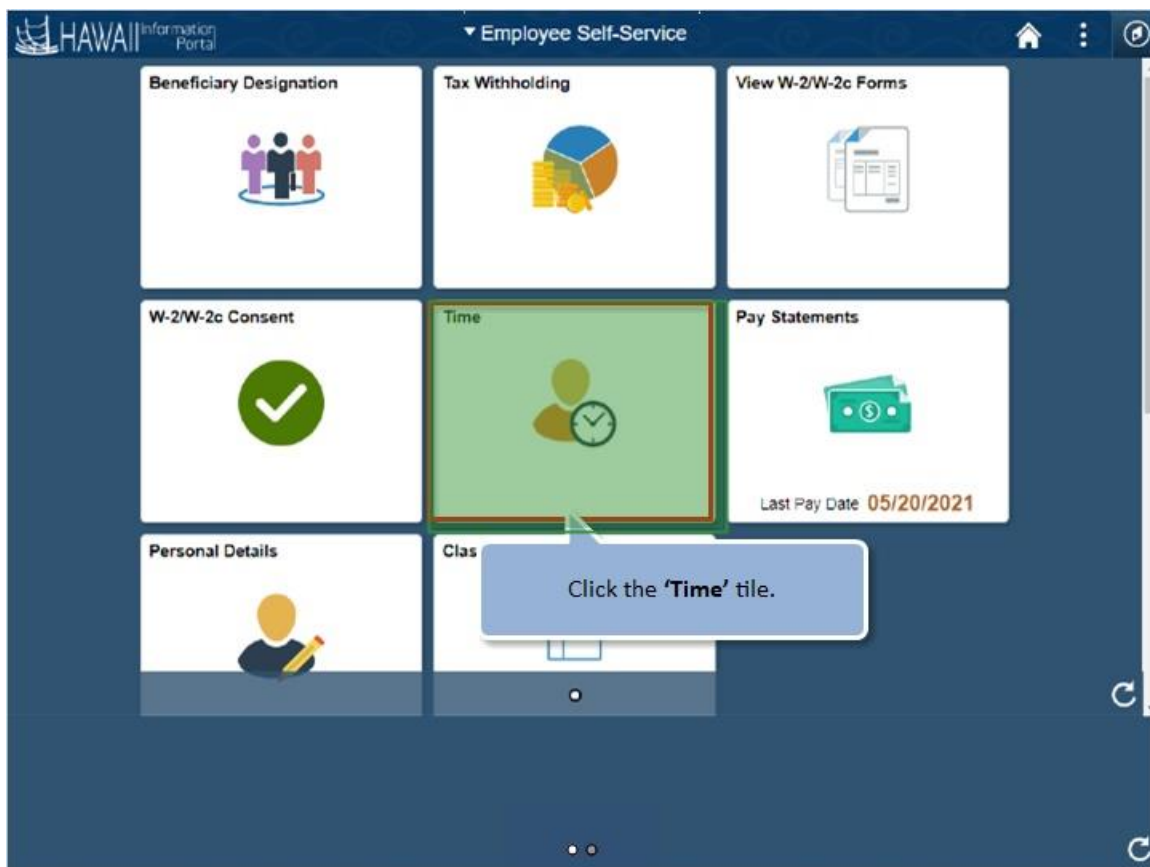 HAWAII Information
Portal
Employee Self-Service
Beneficiary Designation
Tax Withholding
View W-2/W-2c Forms
W-2/W-2c Consent
Time
Pay Statements
Last Pay Date 05/20/2021
Personal Details
Clas
Click the ‘Time’ tile.